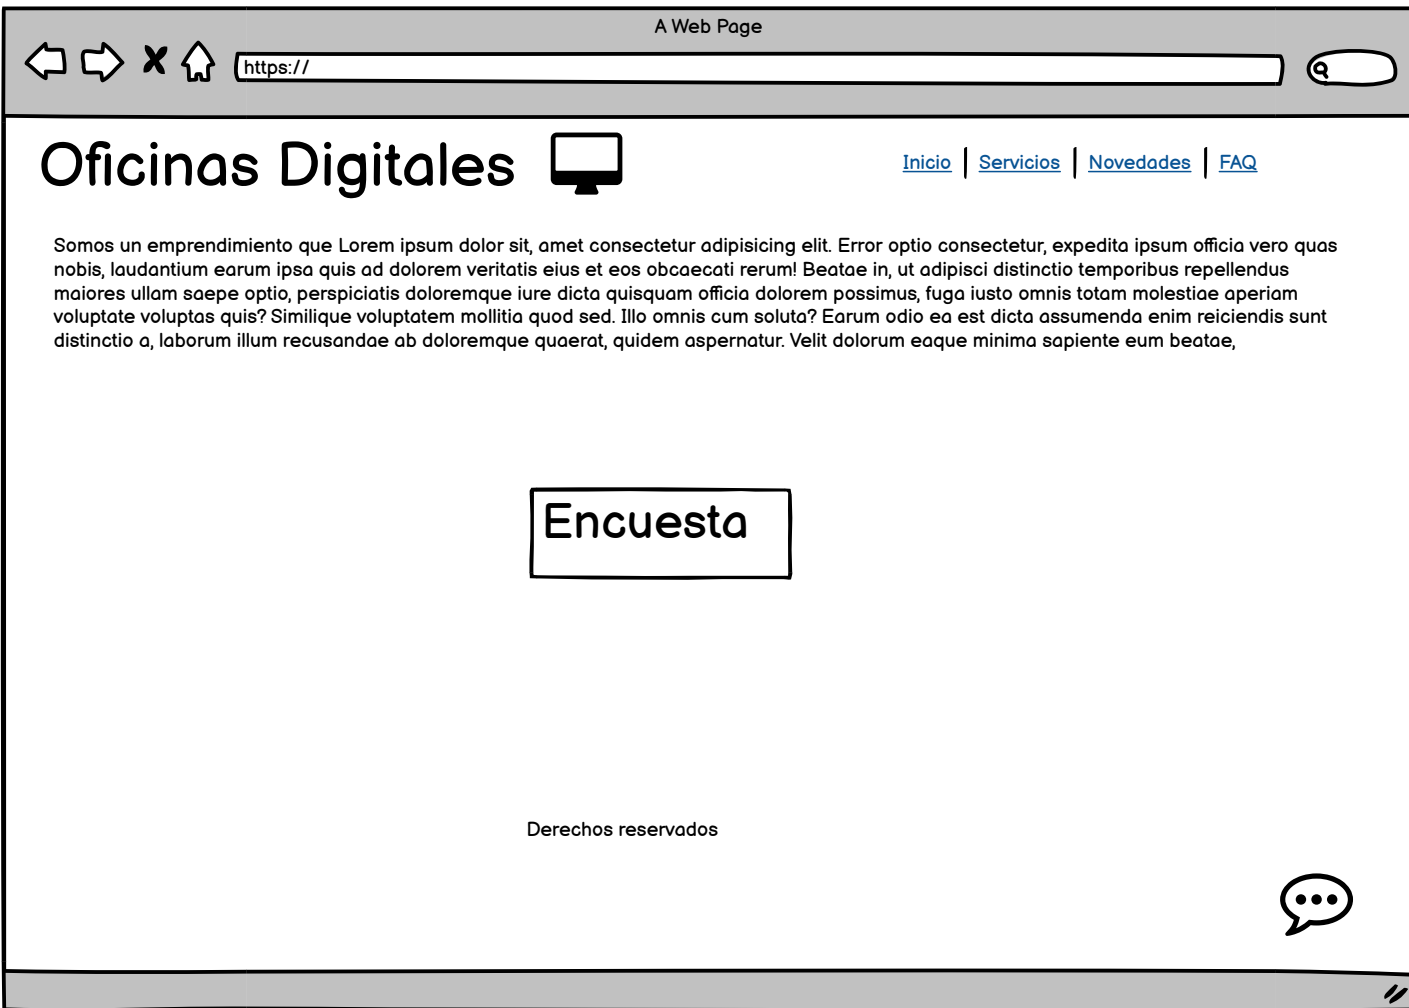 A Web Page
https://
Oficinas Digitales
Inicio | Servicios | Novedades | FAQ
Somos un emprendimiento que Lorem ipsum dolor sit, amet consectetur adipisicing elit. Error optio consectetur, expedita ipsum officia vero quas
nobis, laudantium earum ipsa quis ad dolorem veritatis eius et eos obcaecati rerum! Beatae in, ut adipisci distinctio temporibus repellendus
maiores ullam saepe optio, perspiciatis doloremque iure dicta quisquam officia dolorem possimus, fuga iusto omnis totam molestiae aperiam
voluptate voluptas quis? Similique voluptatem mollitia quod sed. Illo omnis cum soluta? Earum odio ea est dicta assumenda enim reiciendis sunt
distinctio a, laborum illum recusandae ab doloremque quaerat, quidem aspernatur. Velit dolorum eaque minima sapiente eum beatae,
Encuesta
Derechos reservados